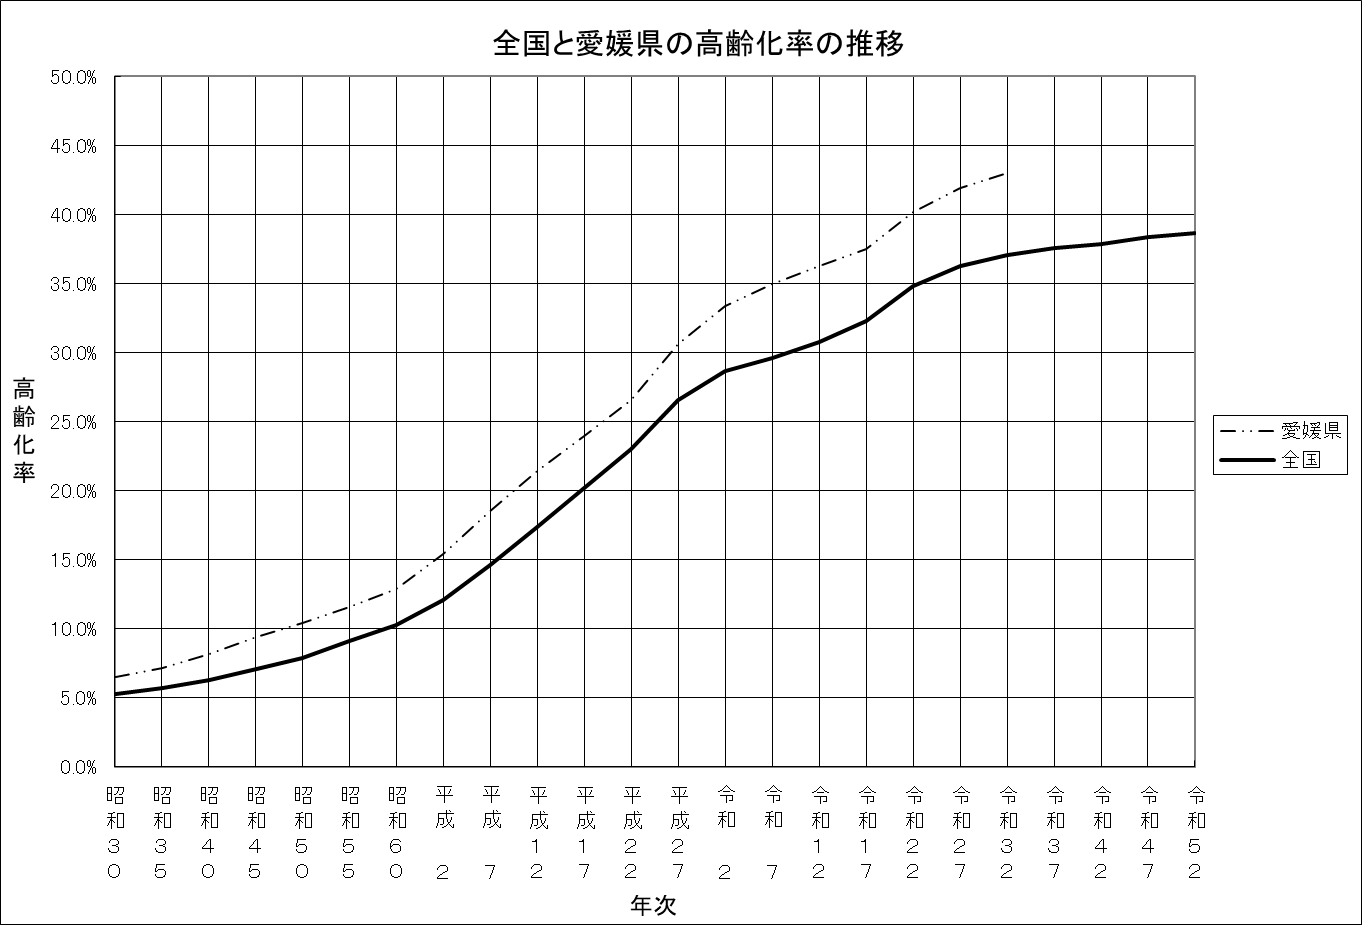 全国と愛媛県の高齢化率の推移
50.0%
45.0%
40.0%
35.0%
30.0%
25.0%
20.0%
15.0%
10.0%
5.0%
0.0%
高齢化率
昭和30
昭和35
昭和40
昭和45
昭和50
昭和55
昭和60
平成2
平成7
平成12
平成17
平成22
平成27
令和2
令和7
令和12
令和17
令和22
令和27
令和32
令和37
令和42
令和47
令和52
年次
愛媛県
全国